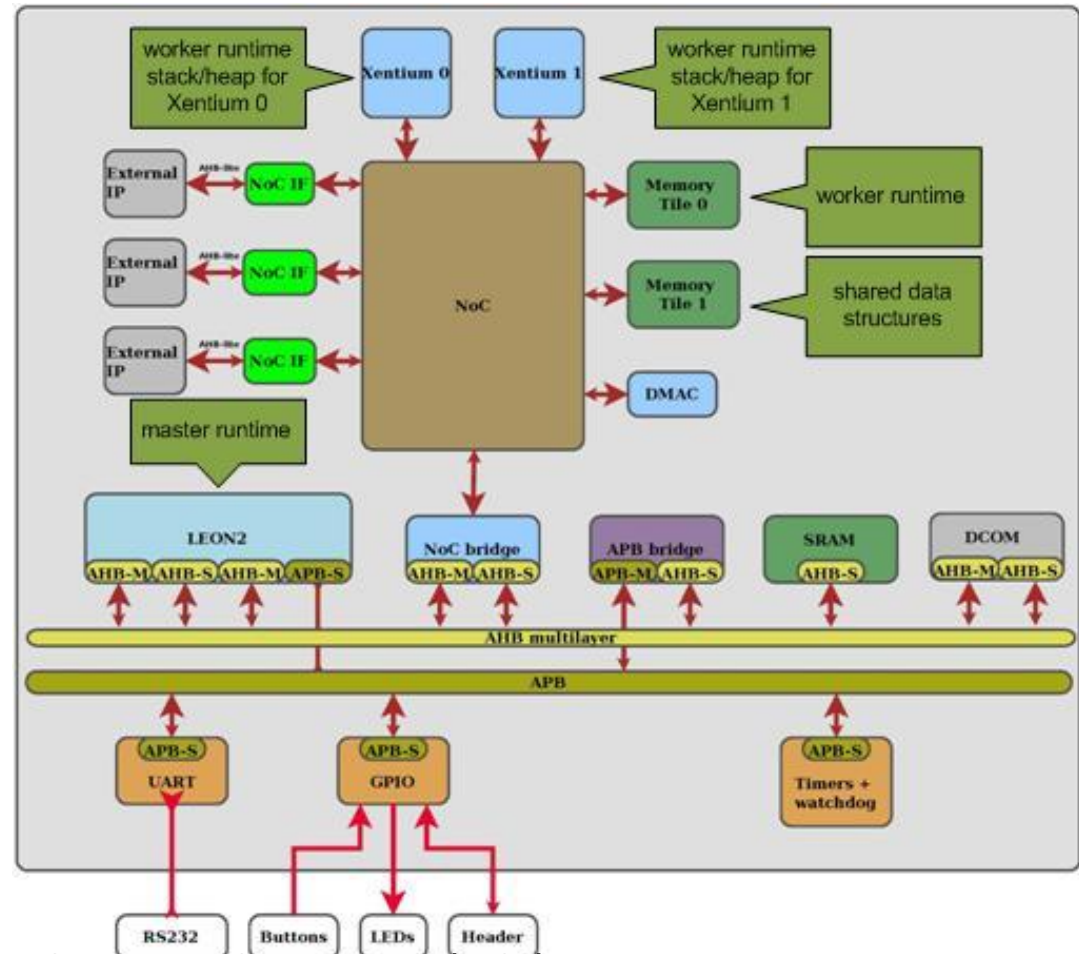 worker runtime
stack/heap for
Xentium 0
Xentium 0
Xentium 1
worker runtime
stack/heap for
Xentium 1
External
IP
NoC IF
Memory
Tile 0
worker runtime
External
IP
NoC IF
NoC
Memory
Tile 1
shared data
structures
External
IP
NoC IF
DMAC
master runtime
LEON2
AHB-M
AHB-S
AHB-M
APB-S
NoC bridge
AHB-M
AHB-S
APB bridge
APB-M
AHB-S
SRAM
AHB-S
DCOM
AHB-M
AHB-S
AHB multilayer
APB
APB-S
UART
APB-S
GPIO
APB-S
Timers +
watchdog
RS232
Buttons
LEDs
Header